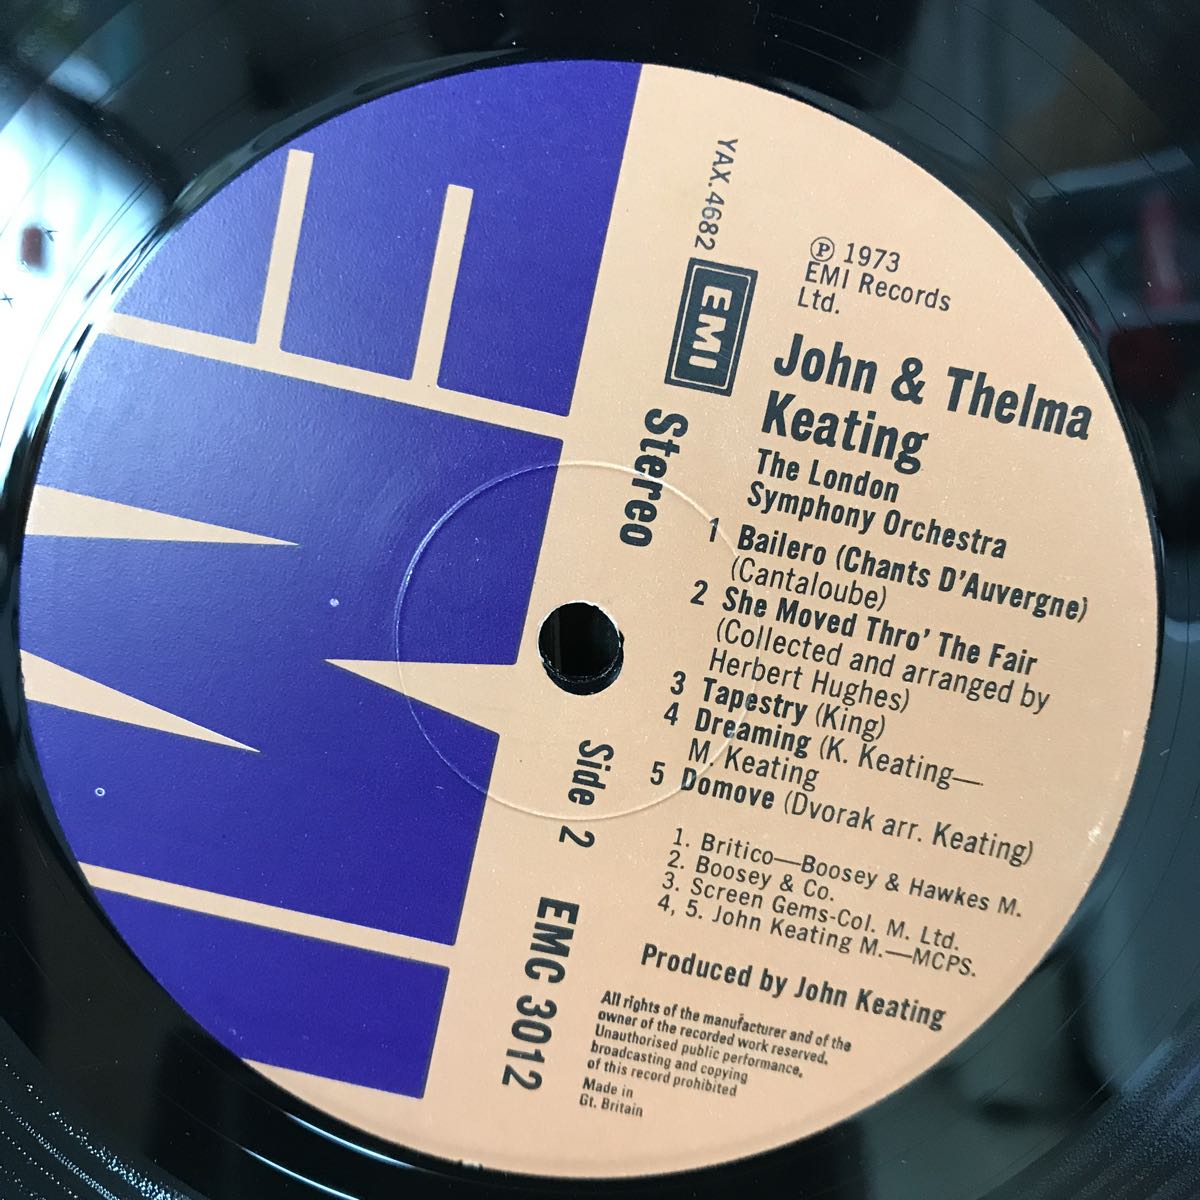 YAX.4682
EMI
Stereo
Side 2
EMC 3012
Ⓟ 1973
EMI Records
Ltd.
John & Thelma
Keating
The London
Symphony Orchestra
1 Bailero (Chants D'Auvergne)
(Cantaloube)
2 She Moved Thro' The Fair
(Collected and arranged by
Herbert Hughes)
3 Tapestry (King)
4 Dreaming (K. Keating—
M. Keating
5 Domove (Dvorak arr. Keating)
1. Britico—Boosey & Hawkes M.
2. Boosey & Co.
3. Screen Gems-Col. M. Ltd.
4, 5. John Keating M.—MCPS.
Produced by John Keating
All rights of the manufacturer and of the
owner of the recorded work reserved.
Unauthorised public performance,
broadcasting and copying
of this record prohibited
Made in
Gt. Britain
EMI